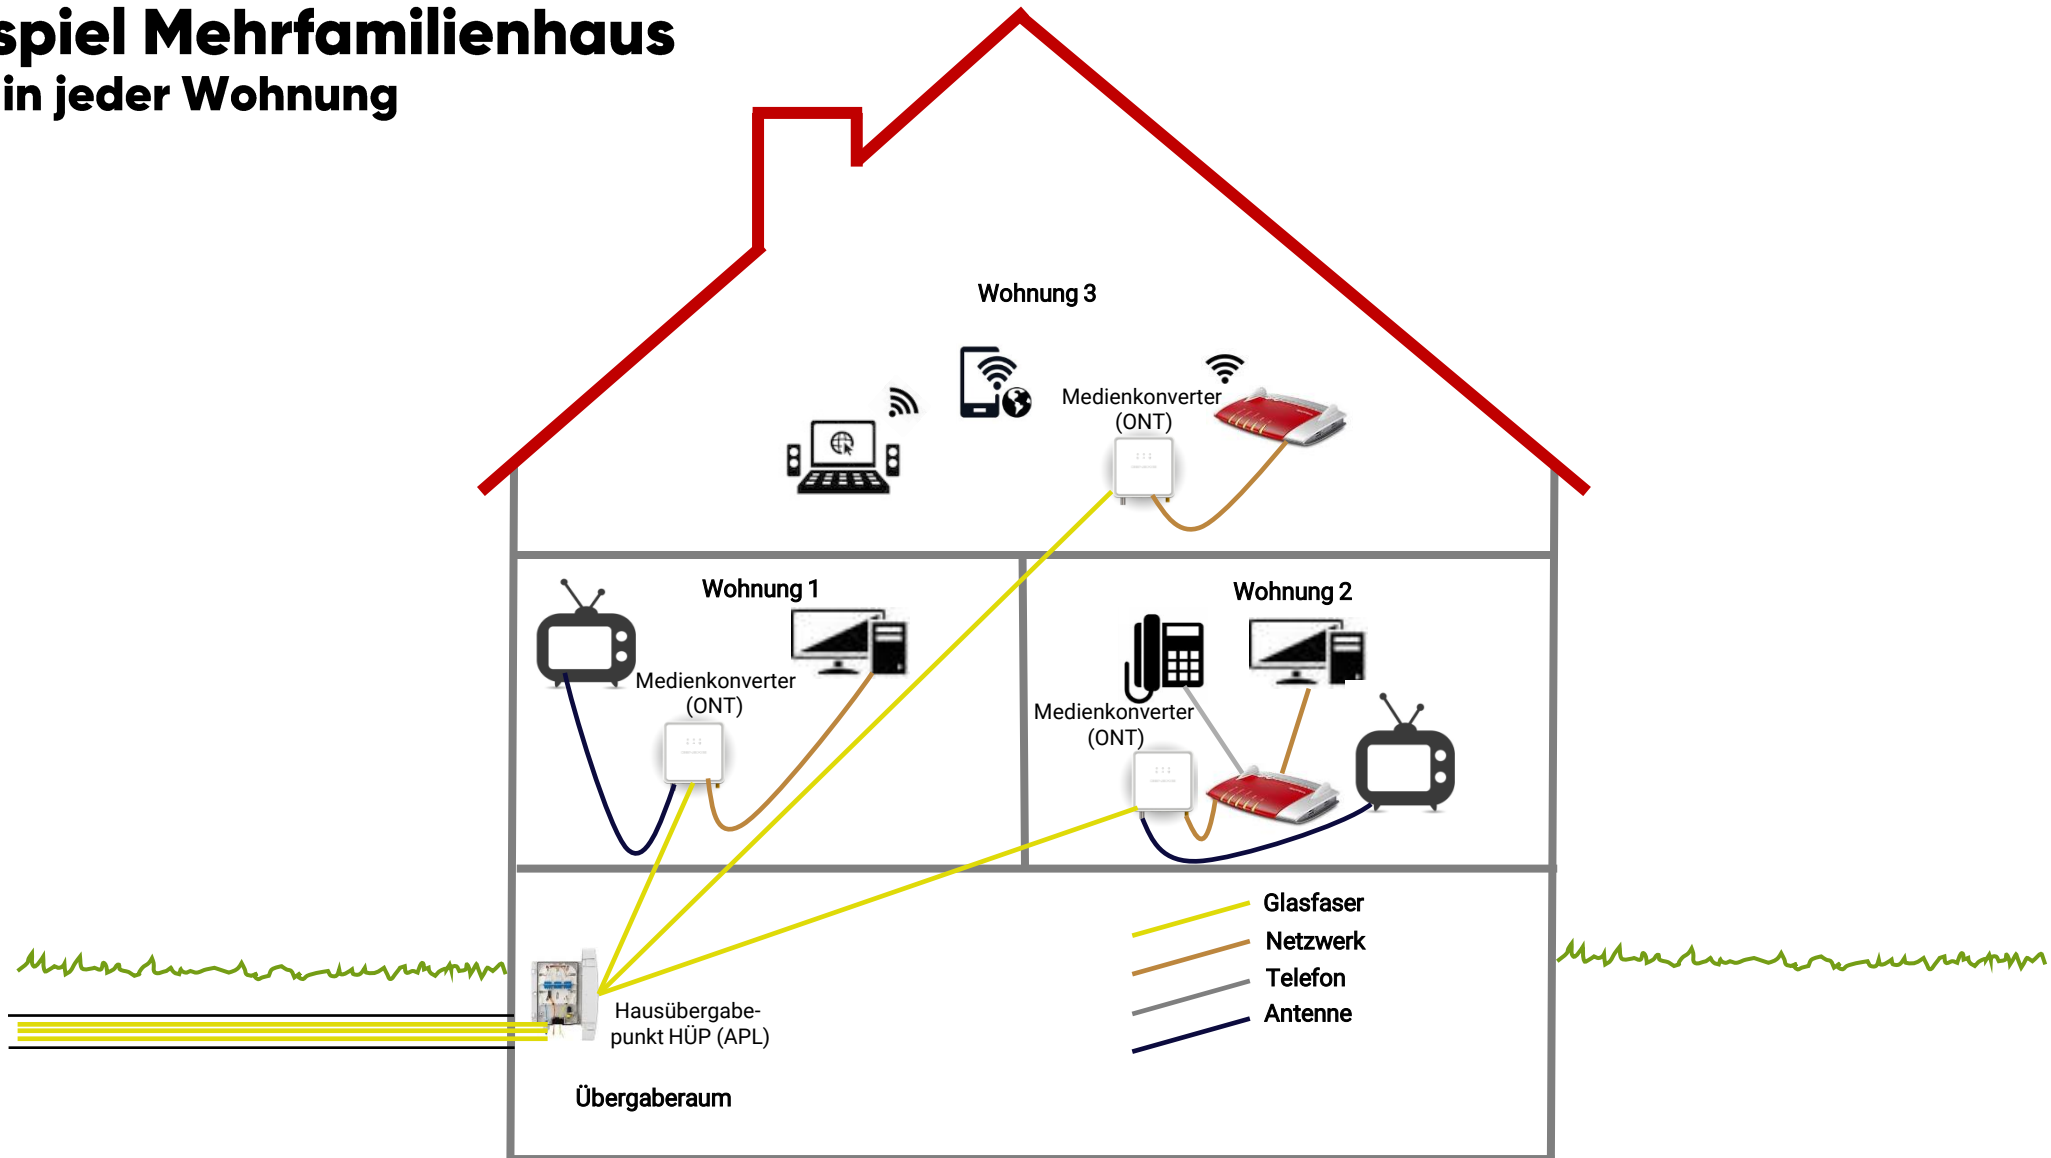 spiel Mehrfamilienhaus
in jeder Wohnung
Wohnung 3
Medienkonverter
(ONT)
Wohnung 1
Medienkonverter
(ONT)
Wohnung 2
Medienkonverter
(ONT)
Glasfaser
Netzwerk
Telefon
Antenne
Hausübergabe-
punkt HÜP (APL)
Übergaberaum